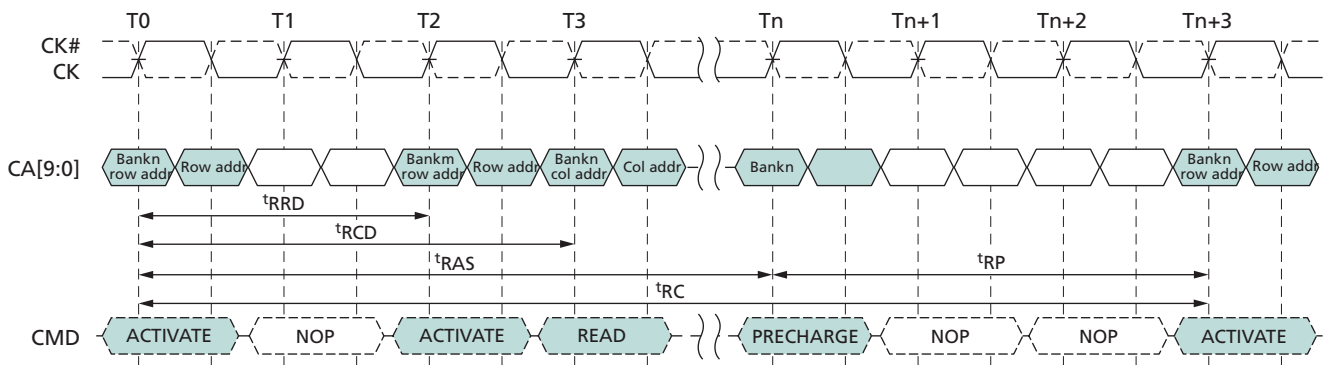 T0 T1 T2 T3 Tn Tn+1 Tn+2 Tn+3
CK#
CK
CA[9:0]
Bankn
row addr
Row addr
Bankm
row addr
Row addr
Bankn
col addr
Col addr
Bankn
Bankn
row addr
Row addr
tRRD
tRCD
tRAS
tRP
tRC
CMD
ACTIVATE NOP ACTIVATE READ PRECHARGE NOP NOP ACTIVATE